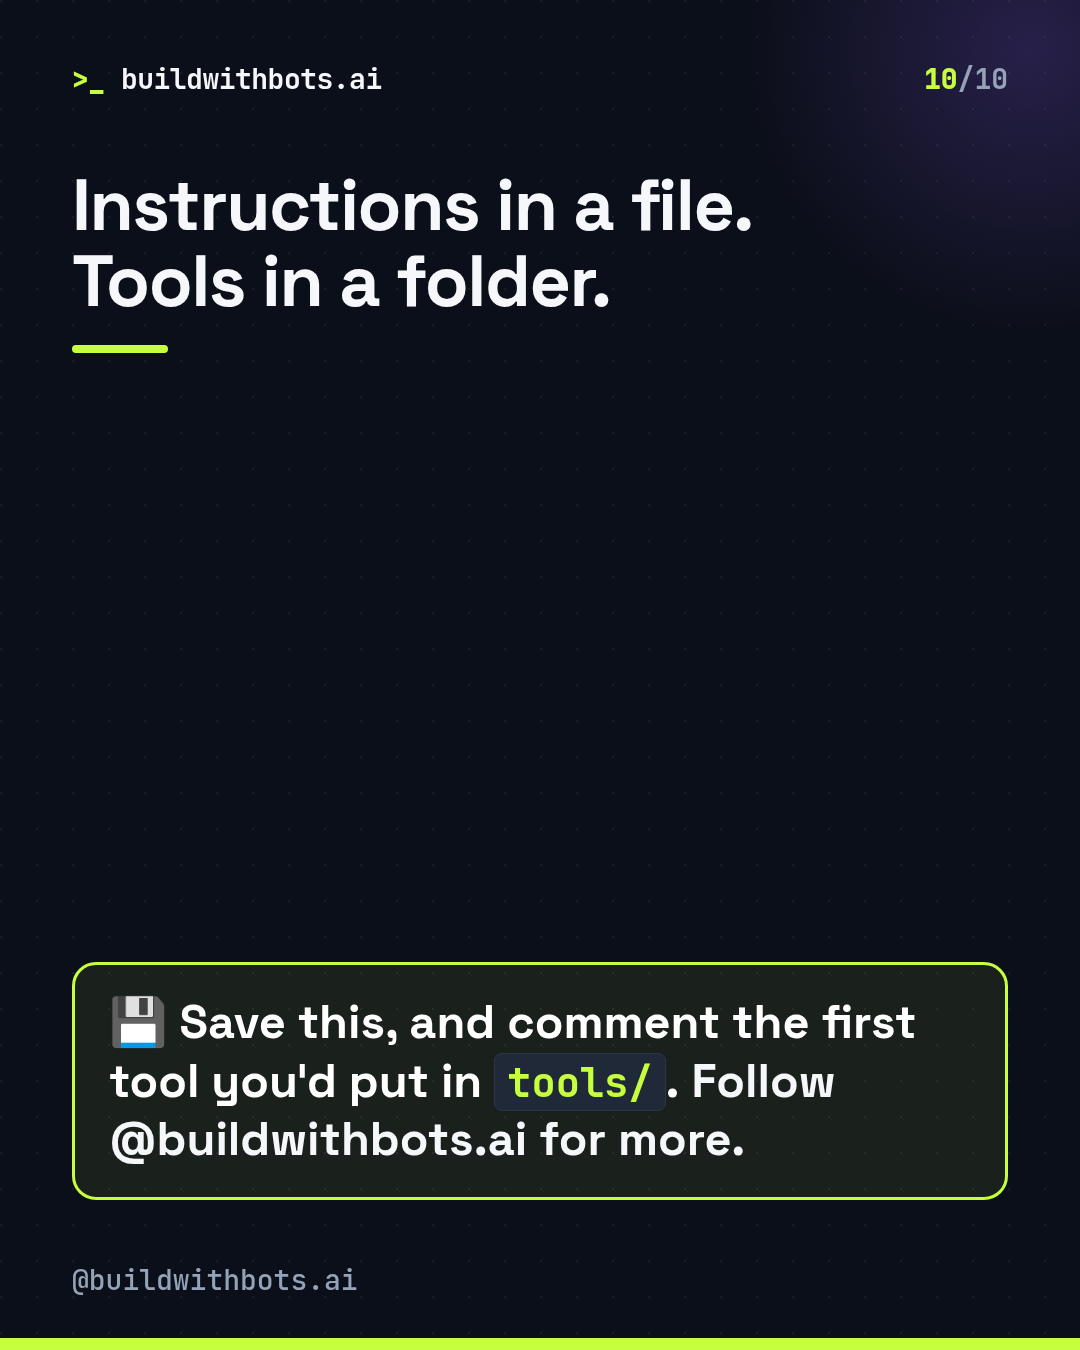 >_ buildwithbots.ai
10/10
Instructions in a file.
Tools in a folder.
💾 Save this, and comment the first
tool you'd put in tools/. Follow
@buildwithbots.ai for more.
@buildwithbots.ai